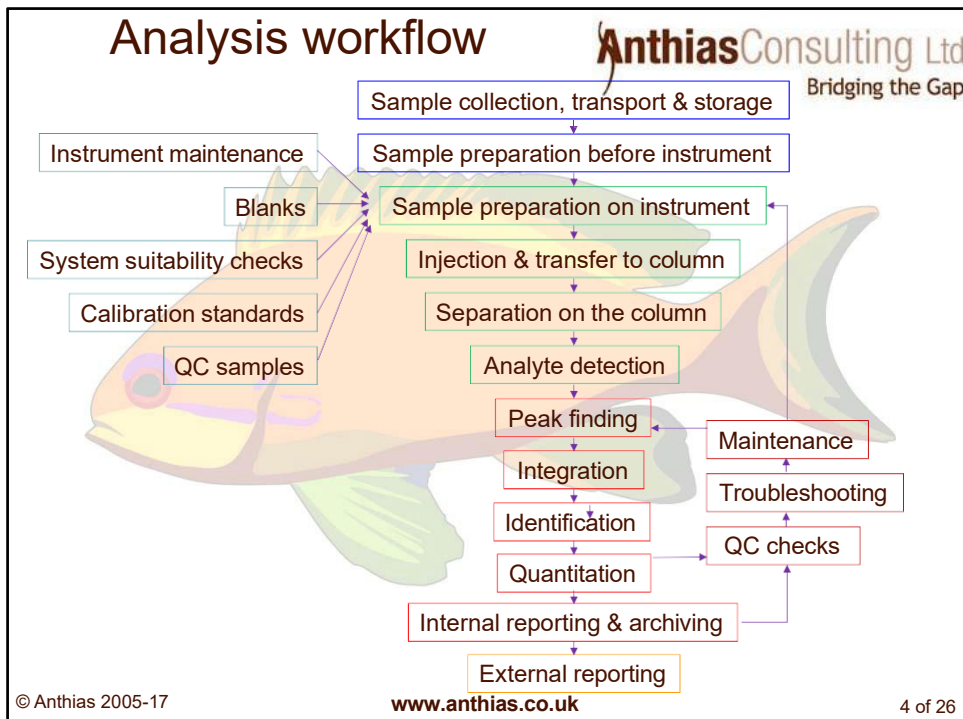 Analysis workflow
Anthias Consulting Ltd
Bridging the Gap
Sample collection, transport & storage
Sample preparation before instrument
Instrument maintenance
Blanks
System suitability checks
Calibration standards
QC samples
Sample preparation on instrument
Injection & transfer to column
Separation on the column
Analyte detection
Peak finding
Integration
Identification
Quantitation
Maintenance
Troubleshooting
QC checks
Internal reporting & archiving
External reporting
© Anthias 2005-17
www.anthias.co.uk
4 of 26